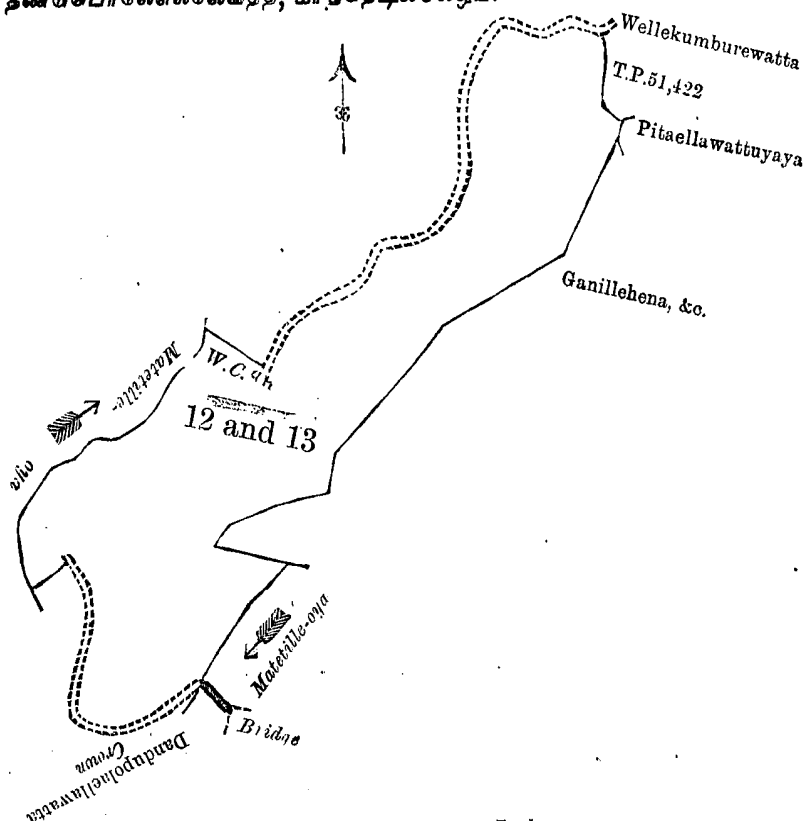 Wellekumburewatta
T.P.51,422
Pitaellawattuyaya
Ganillehena, &c.
Matetille-
oya
W.C.
12 and 13
Matetille-oya
Bridge
Dandupolaellawatta
Crown